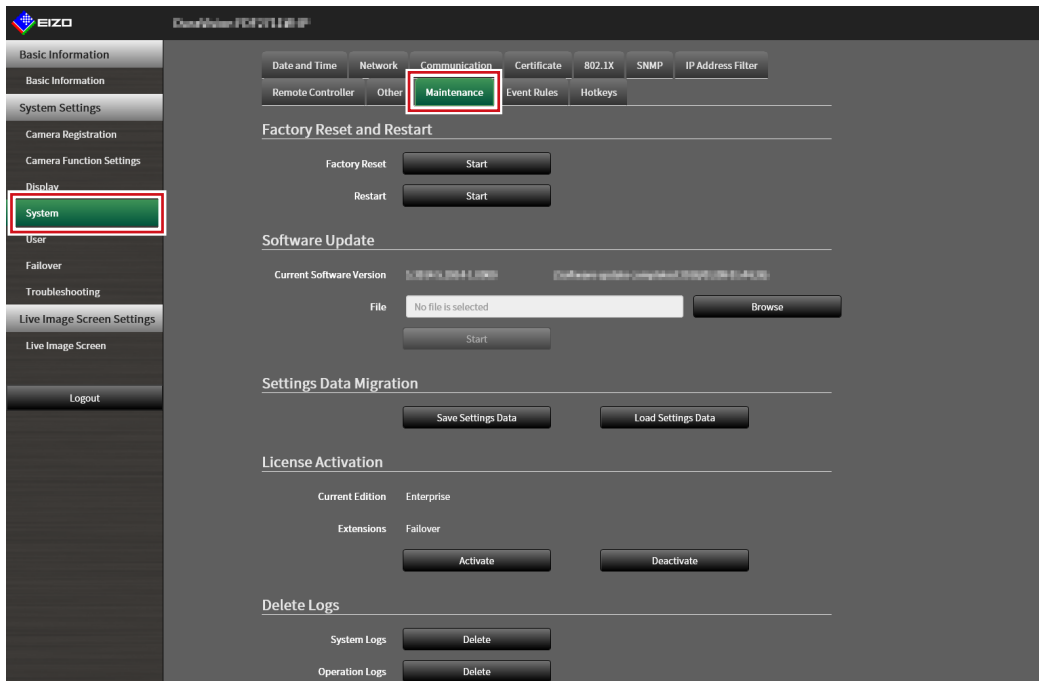 EIZO
Basic Information
Basic Information
System Settings
Camera Registration
Camera Function Settings
Display
System
User
Failover
Troubleshooting
Live Image Screen Settings
Live Image Screen
Logout
Date and Time Network Communication Certificate 802.1X SNMP IP Address Filter
Remote Controller Other Maintenance Event Rules Hotkeys
Factory Reset and Restart
Factory Reset Start
Restart Start
Software Update
Current Software Version
File No file is selected Browse
Start
Settings Data Migration
Save Settings Data Load Settings Data
License Activation
Current Edition Enterprise
Extensions Failover
Activate Deactivate
Delete Logs
System Logs Delete
Operation Logs Delete